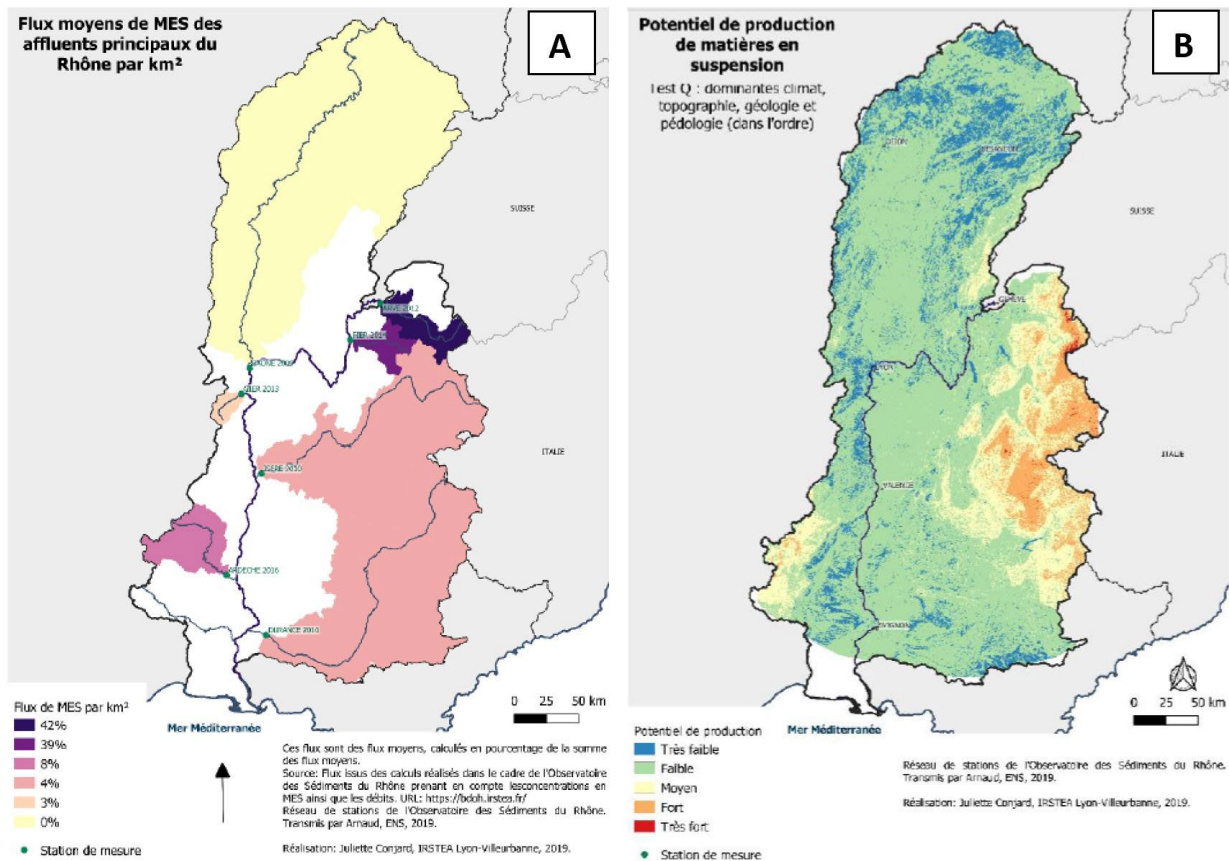 Flux moyens de MES des
affluents principaux du
Rhône par km²
A
SUISSE
ARVE 2012
FIER 2014
SAONE
GIER 2013
ISERE 2010
ITALIE
ARDECHE 2016
DURANCE 2010
Flux de MES par km²
42%
39%
8%
4%
3%
0%
Station de mesure
Mer Méditerranée
0 25 50 km
Ces flux sont des flux moyens, calculés en pourcentage de la somme
des flux moyens.
Source: Flux issus des calculs réalisés dans le cadre de l'Observatoire
des Sédiments du Rhône prenant en compte lesconcentrations en
MES ainsi que les débits. URL: https://bdoh.irstea.fr/
Réseau de stations de l'Observatoire des Sédiments du Rhône.
Transmis par Arnaud, ENS, 2019.
Réalisation: Juliette Conjard, IRSTEA Lyon-Villeurbanne, 2019.
Potentiel de production
de matières en
suspension
Test Q : dominantes climat,
topographie, géologie et
pédologie (dans l'ordre)
B
DIJON
BESANCON
SUISSE
GENEVE
LYON
VALENCE
ITALIE
AVIGNON
0 25 50 km
Mer Méditerranée
Potentiel de production
Très faible
Faible
Moyen
Fort
Très fort
Station de mesure
Réseau de stations de l'Observatoire des Sédiments du Rhône.
Transmis par Arnaud, ENS, 2019.
Réalisation: Juliette Conjard, IRSTEA Lyon-Villeurbanne, 2019.